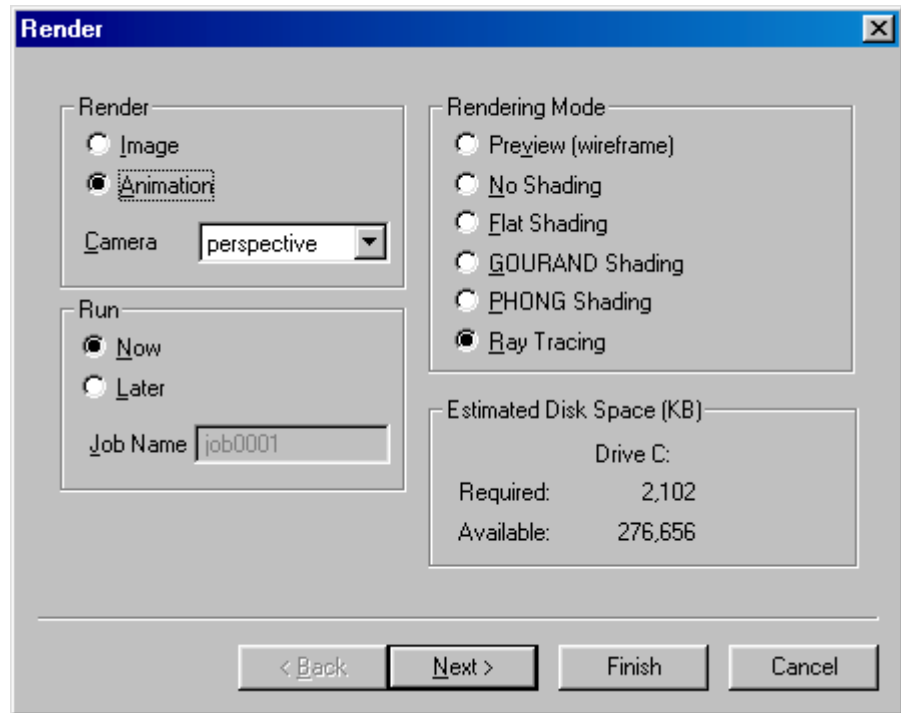 Render
Render
Image
Animation
Camera perspective
Run
Now
Later
Job Name job0001
Rendering Mode
Preview (wireframe)
No Shading
Flat Shading
GOURAND Shading
PHONG Shading
Ray Tracing
Estimated Disk Space (KB)
Drive C:
Required: 2,102
Available: 276,656
< Back Next > Finish Cancel